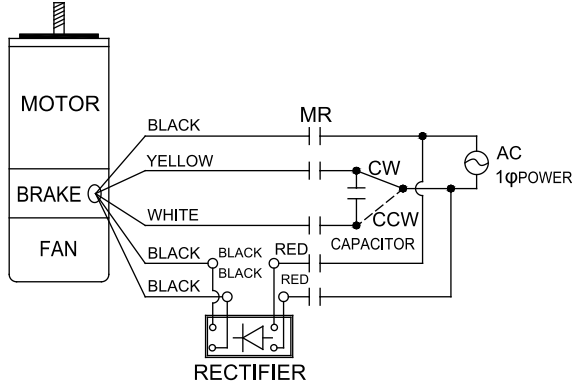 MOTOR
BRAKE
FAN
BLACK
MR
YELLOW
CW
AC
1φPOWER
WHITE
CCW
CAPACITOR
BLACK
BLACK
RED
BLACK
BLACK
RED
RECTIFIER